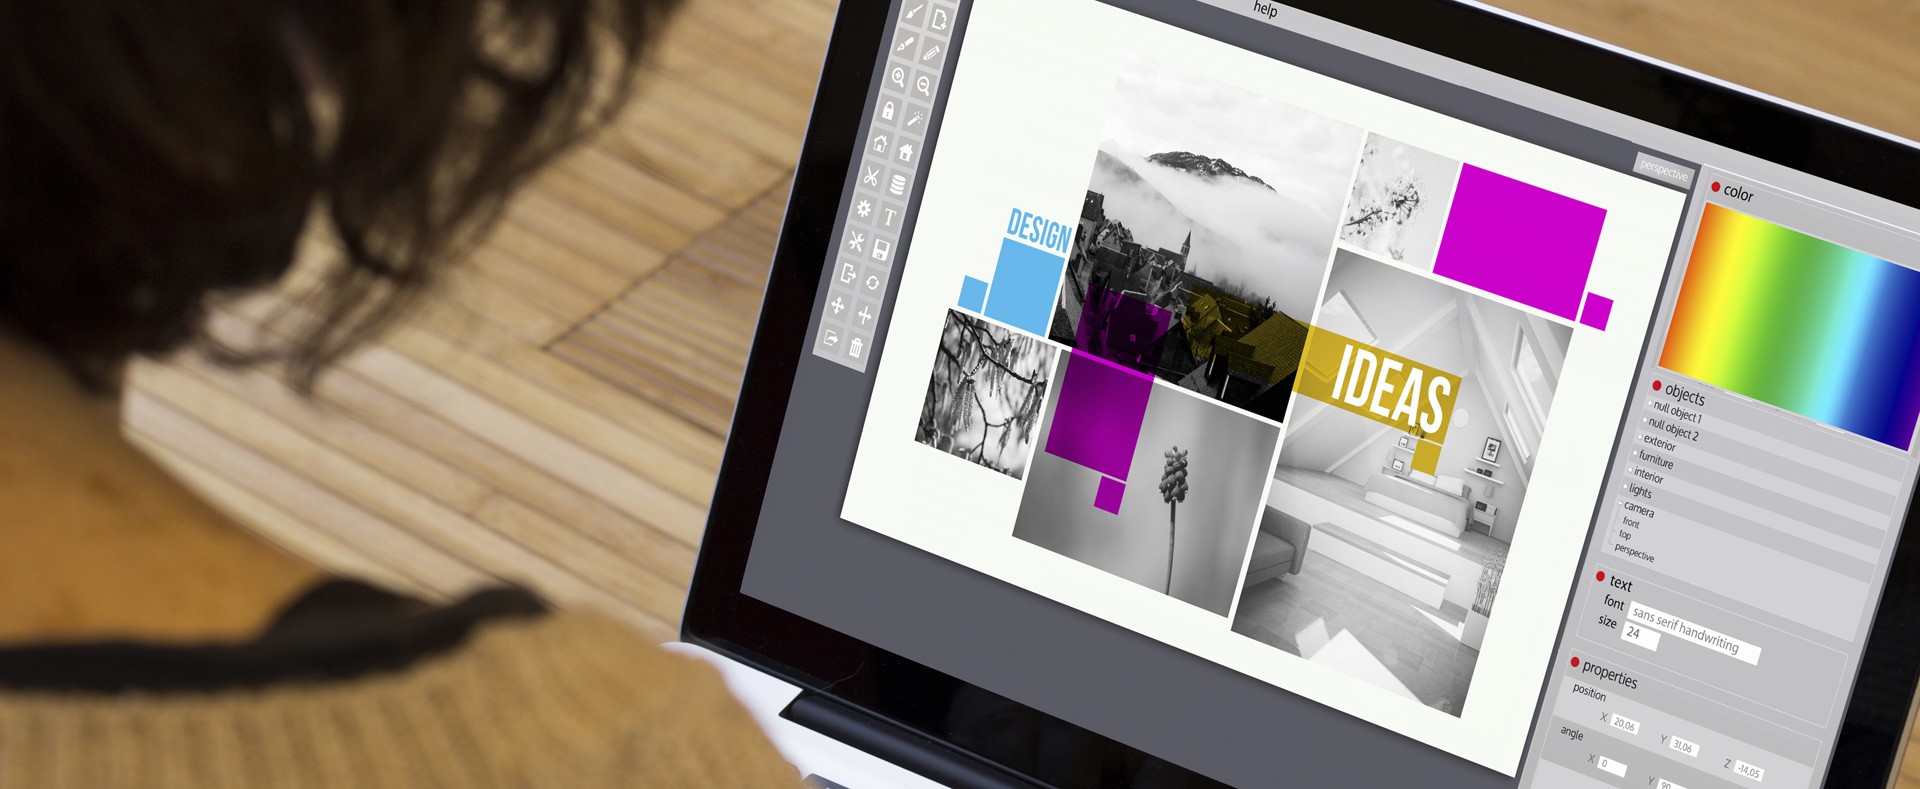 help
perspective
DESIGN
IDEAS
color
objects
null object 1
null object 2
exterior
furniture
interior
lights
camera
front
top
perspective
text
font sans serif handwriting
size 24
properties
position
X 20,06 Y 31,06 Z -14,05
angle
X 0 Y 90